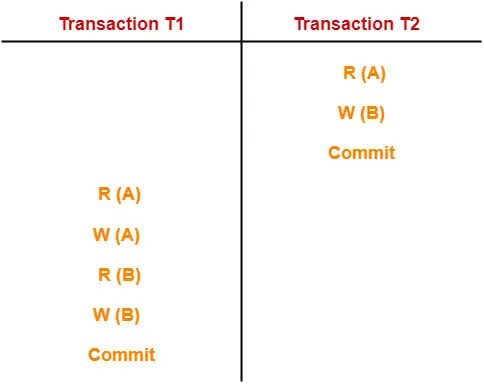 Transaction T1 Transaction T2
R (A)
W (B)
Commit
R (A)
W (A)
R (B)
W (B)
Commit